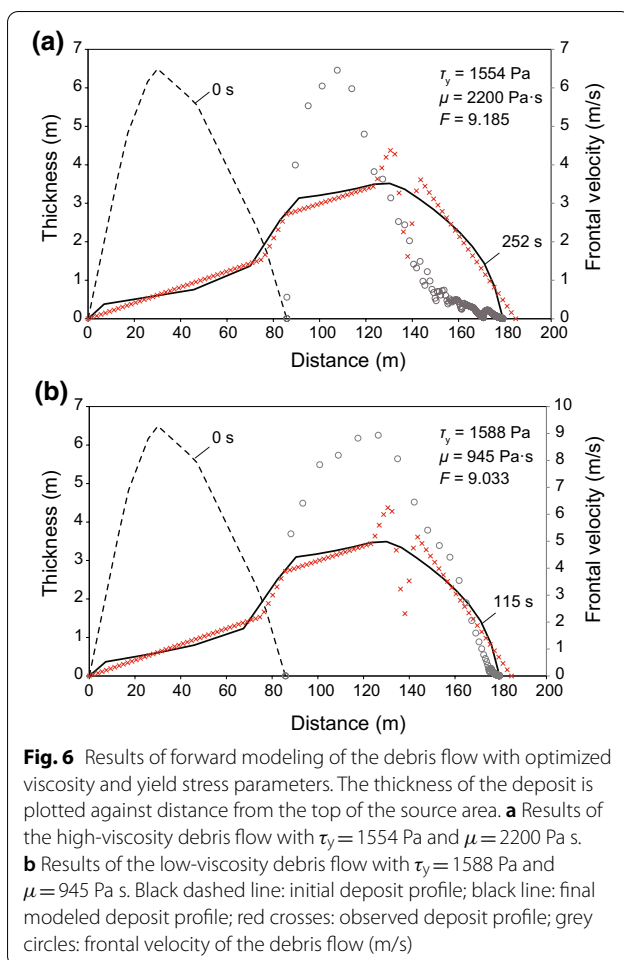 (a)
7
6
5
4
3
2
1
0
Thickness (m)
0 s
τy = 1554 Pa
μ = 2200 Pa·s
F = 9.185
252 s
7
6
5
4
3
2
1
0
Frontal velocity (m/s)
0 20 40 60 80 100 120 140 160 180 200
Distance (m)
(b)
7
6
5
4
3
2
1
0
Thickness (m)
0 s
τy = 1588 Pa
μ = 945 Pa·s
F = 9.033
115 s
10
9
8
7
6
5
4
3
2
1
0
Frontal velocity (m/s)
0 20 40 60 80 100 120 140 160 180 200
Distance (m)
Fig. 6 Results of forward modeling of the debris flow with optimized
viscosity and yield stress parameters. The thickness of the deposit is
plotted against distance from the top of the source area. a Results of
the high-viscosity debris flow with τy = 1554 Pa and μ = 2200 Pa s.
b Results of the low-viscosity debris flow with τy = 1588 Pa and
μ = 945 Pa s. Black dashed line: initial deposit profile; black line: final
modeled deposit profile; red crosses: observed deposit profile; grey
circles: frontal velocity of the debris flow (m/s)